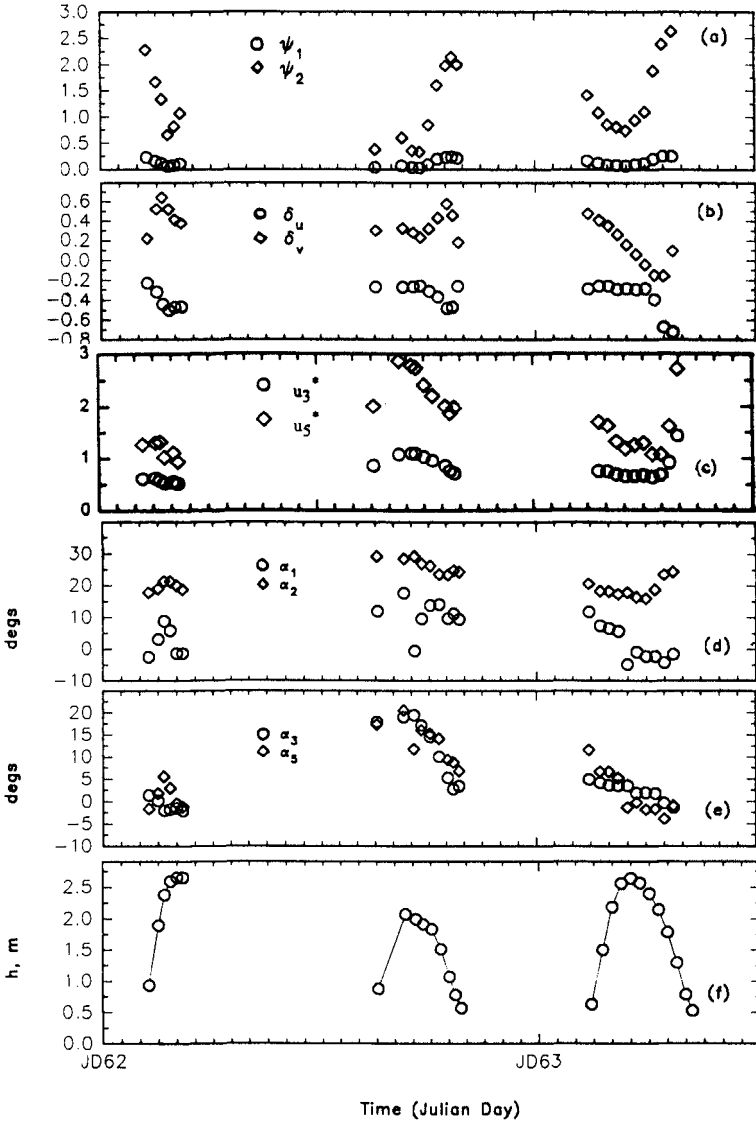 3.0
2.5
2.0
1.5
1.0
0.5
0.0
ψ1
ψ2
(a)
0.6
0.4
0.2
0.0
−0.2
−0.4
−0.6
−0.8
δu
δv
(b)
3
2
1
0
u3*
u5*
(c)
degs
30
20
10
0
−10
α1
α2
(d)
degs
20
15
10
5
0
−5
−10
α3
α5
(e)
h, m
2.5
2.0
1.5
1.0
0.5
0.0
(f)
JD62
JD63
Time (Julian Day)